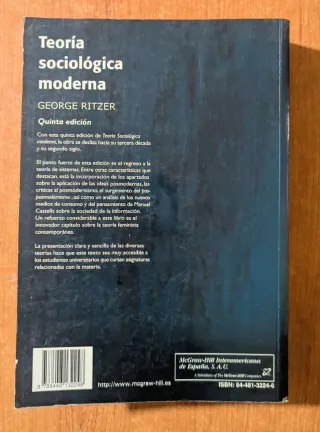 Teoría
sociológica
moderna
GEORGE RITZER
Quinta edición
Con esta quinta edición de Teoría Sociológica
moderna, la obra se desliza hacia su tercera década
y su segundo siglo.
El punto fuerte de esta edición es el regreso a la
teoría de sistemas. Entre otras características que
destacan, está la incorporación de los apartados
sobre la aplicación de las ideas posmodernas, las
críticas al posmodernismo, el surgimiento del pos-
posmodernismo, así como un análisis de los nuevos
medios de consumo y del pensamiento de Manuel
Castells sobre la sociedad de la información.
Un refuerzo considerable a este libro es el
innovador capítulo sobre la teoría feminista
contemporánea.
La presentación clara y sencilla de las diversas
teorías hace que este texto sea muy accesible a
los estudiantes universitarios que cursan asignaturas
relacionadas con la materia.
McGraw-Hill Interamericana
de España, S. A. U.
A Subsidiary of The McGraw-Hill Companies
9 788448 132248
http://www.mcgraw-hill.es
ISBN: 84-481-3224-6